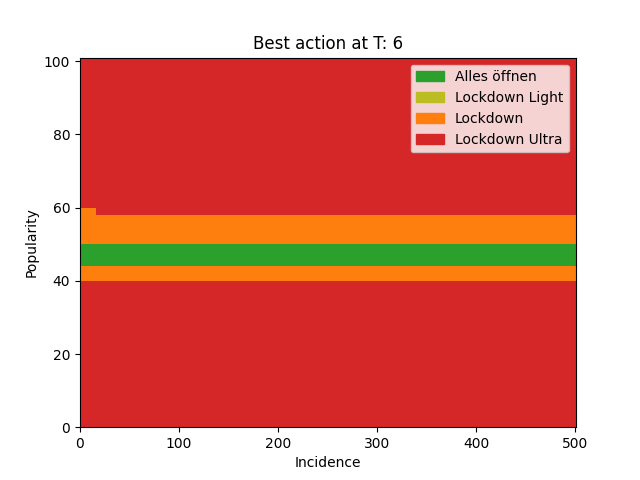 Best action at T: 6
Alles öffnen
Lockdown Light
Lockdown
Lockdown Ultra
Popularity
100
80
60
40
20
0
0 100 200 300 400 500
Incidence